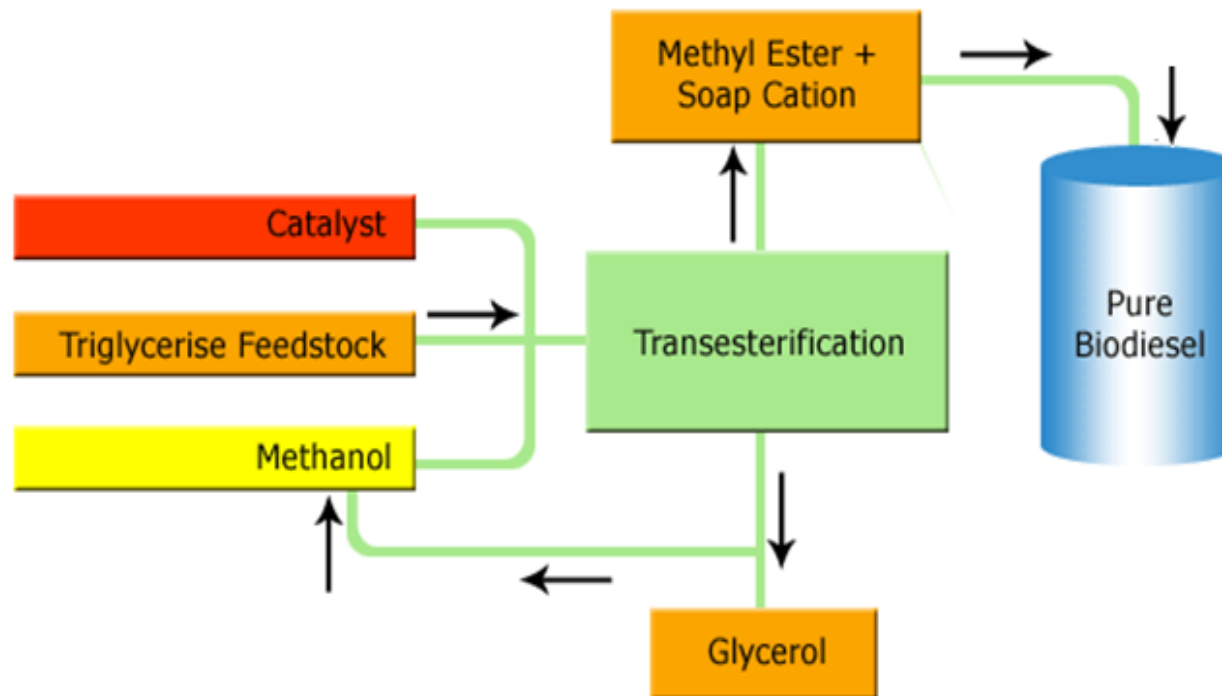 Methyl Ester +
Soap Cation
Catalyst
Triglycerise Feedstock
Transesterification
Pure
Biodiesel
Methanol
Glycerol